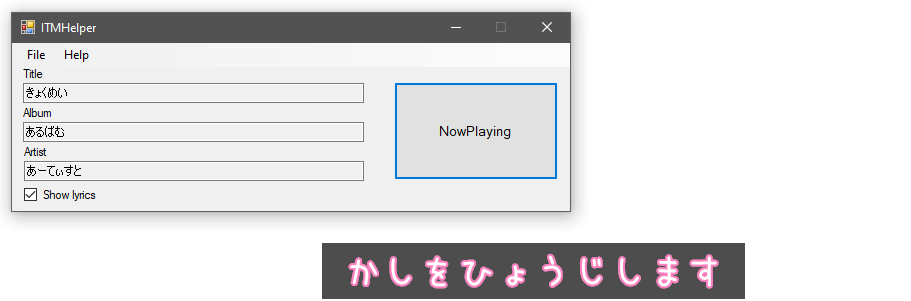 ITMHelper
File Help
Title
きょくめい
Album
あるばむ
Artist
あーてぃすと
Show lyrics
NowPlaying
かしをひょうじします